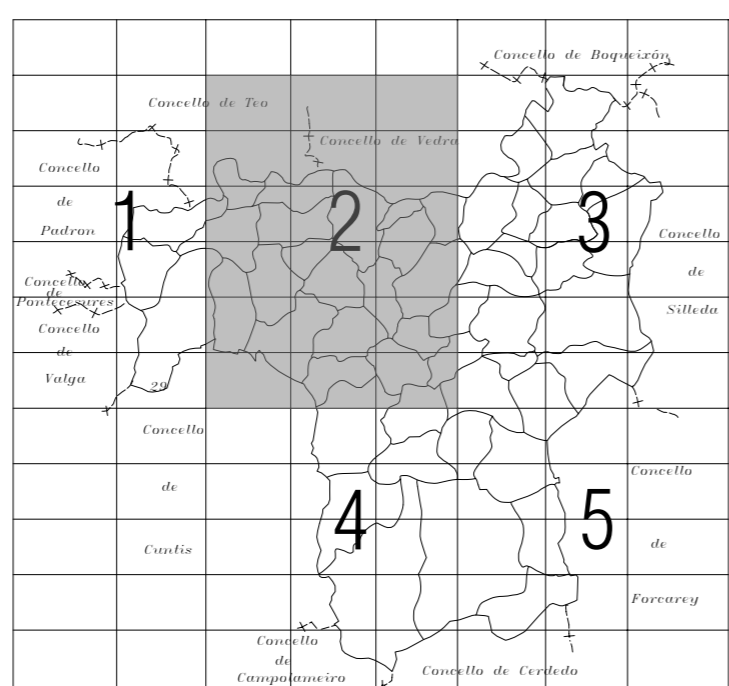 Concello de Boqueixón
Concello de Teo
Concello de Vedra
Concello
de
Padron
1
2
3
Concello
de
Silleda
Concello
de
Pontecesures
Concello
de
Valga
29
Concello
de
Cuntis
4
5
Concello
de
Forcarey
Concello
de
Campolameiro
Concello de Cerdedo